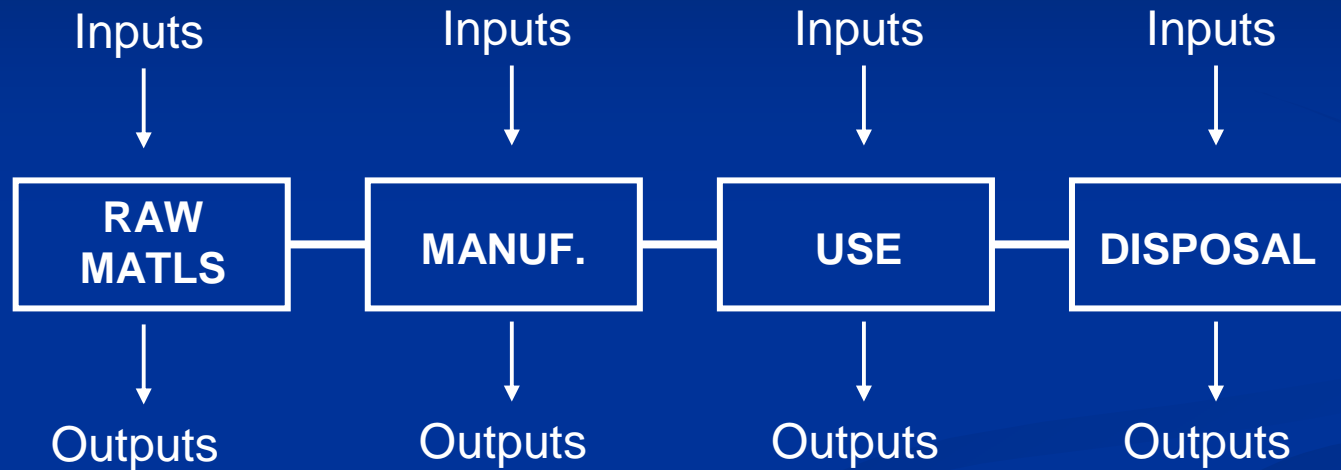 Inputs Inputs Inputs Inputs
RAW
MATLS
MANUF.
USE
DISPOSAL
Outputs Outputs Outputs Outputs